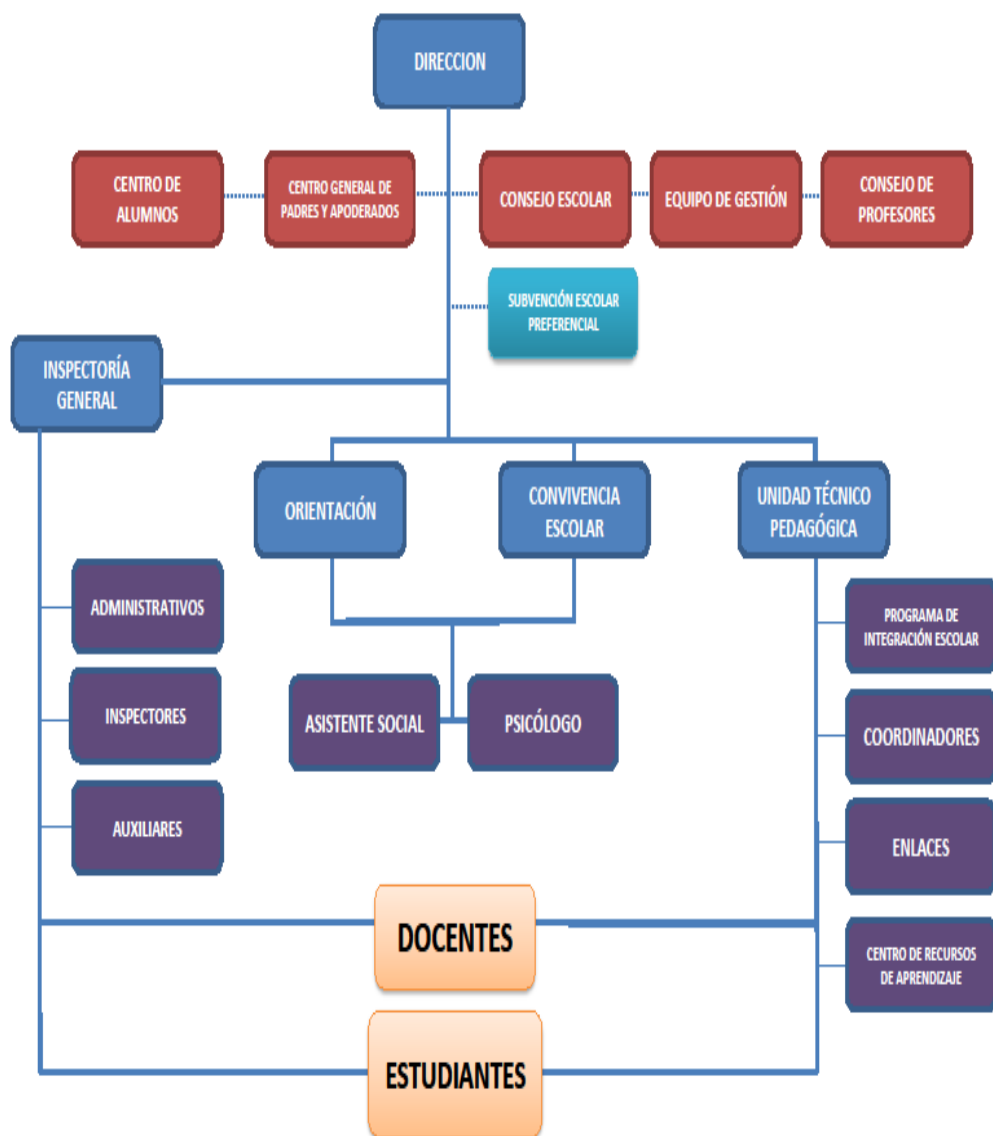 DIRECCION
CENTRO DE
ALUMNOS
CENTRO GENERAL DE
PADRES Y APODERADOS
CONSEJO ESCOLAR
EQUIPO DE GESTIÓN
CONSEJO DE
PROFESORES
SUBVENCIÓN ESCOLAR
PREFERENCIAL
INSPECTORÍA
GENERAL
ORIENTACIÓN
CONVIVENCIA
ESCOLAR
UNIDAD TÉCNICO
PEDAGÓGICA
ADMINISTRATIVOS
INSPECTORES
AUXILIARES
ASISTENTE SOCIAL
PSICÓLOGO
PROGRAMA DE
INTEGRACIÓN ESCOLAR
COORDINADORES
ENLACES
CENTRO DE RECURSOS
DE APRENDIZAJE
DOCENTES
ESTUDIANTES